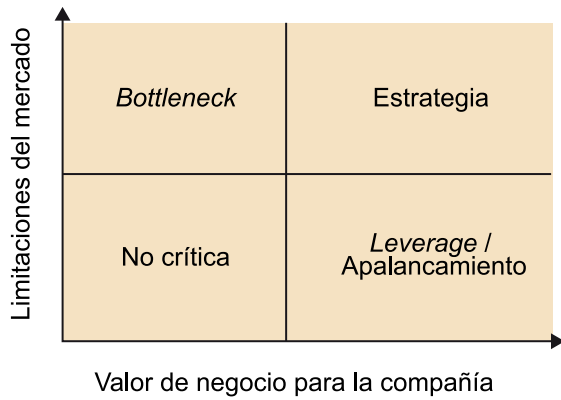 Limitaciones del mercado
Bottleneck
Estrategia
No crítica
Leverage /
Apalancamiento
Valor de negocio para la compañía